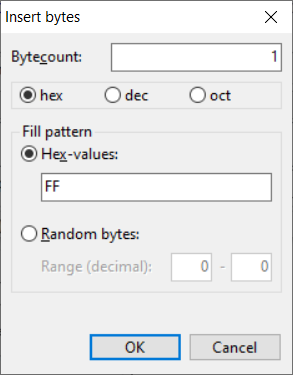 Insert bytes
Bytecount: 1
hex dec oct
Fill pattern
Hex-values:
FF
Random bytes:
Range (decimal): 0 - 0
OK Cancel